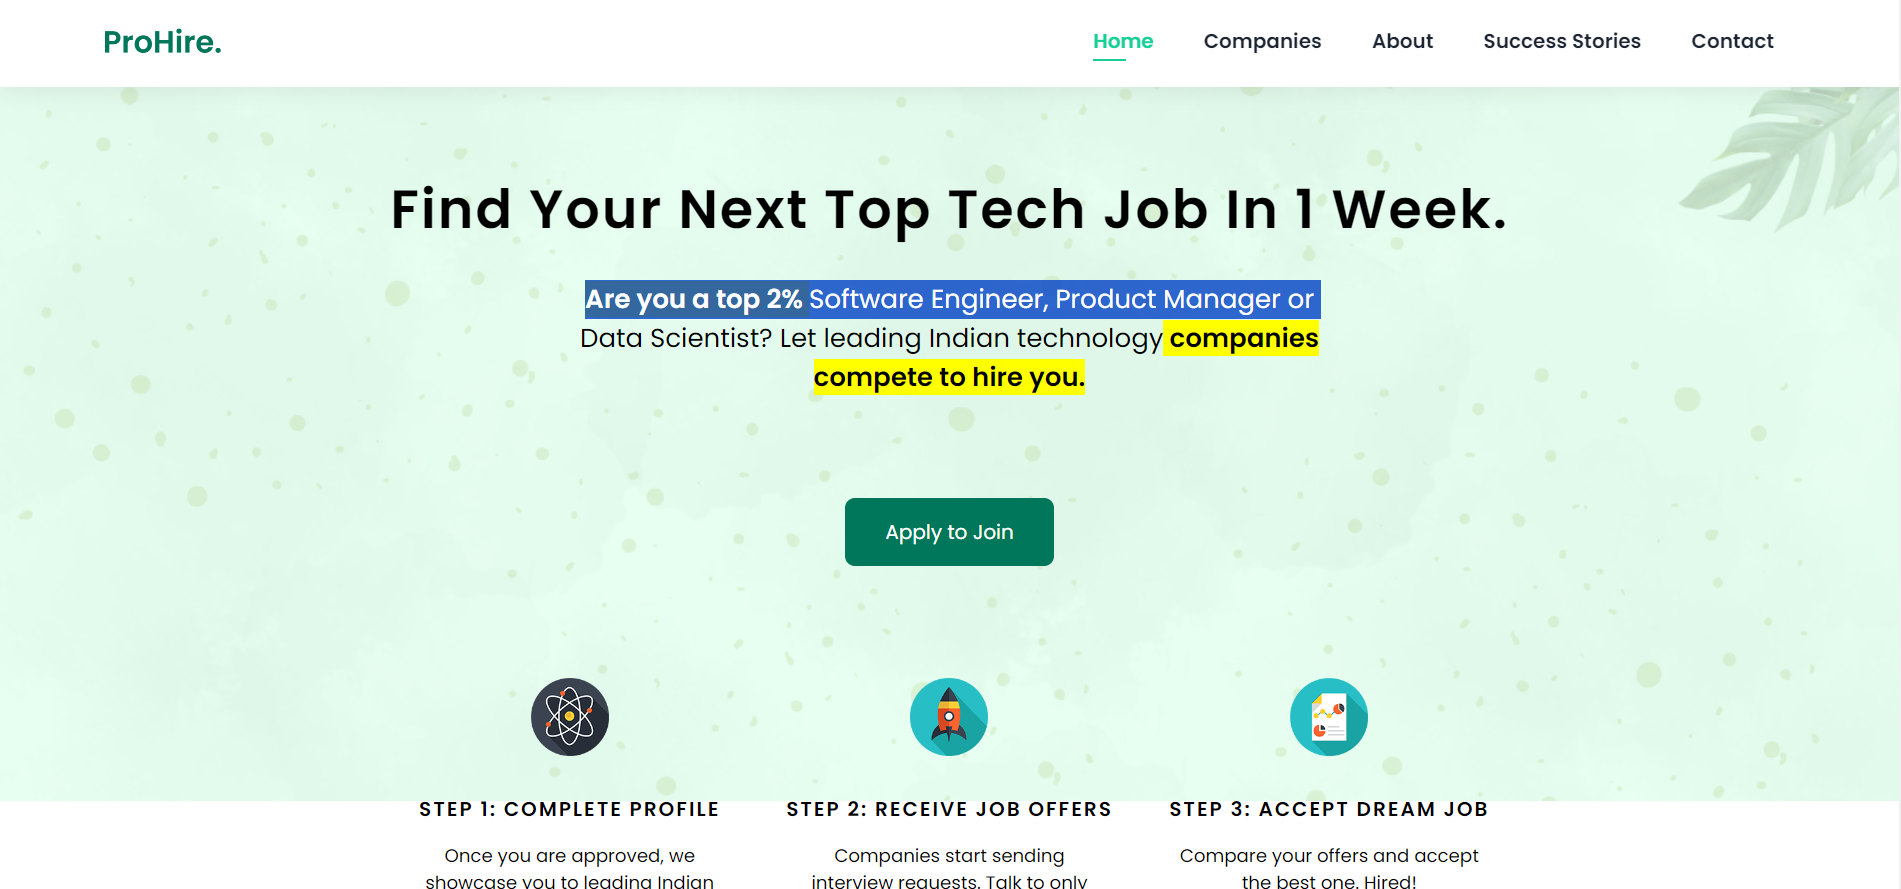 ProHire.
Home Companies About Success Stories Contact
Find Your Next Top Tech Job In 1 Week.
Are you a top 2% Software Engineer, Product Manager or
Data Scientist? Let leading Indian technology companies
compete to hire you.
Apply to Join
STEP 1: COMPLETE PROFILE
Once you are approved, we
showcase you to leading Indian
STEP 2: RECEIVE JOB OFFERS
Companies start sending
interview requests. Talk to only
STEP 3: ACCEPT DREAM JOB
Compare your offers and accept
the best one. Hired!